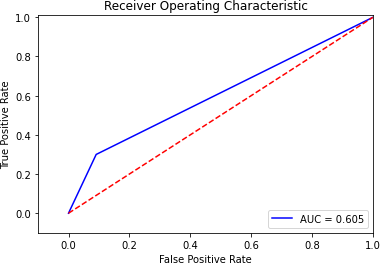 Receiver Operating Characteristic
1.0
0.8
0.6
0.4
0.2
0.0
True Positive Rate
AUC = 0.605
0.0 0.2 0.4 0.6 0.8 1.0
False Positive Rate